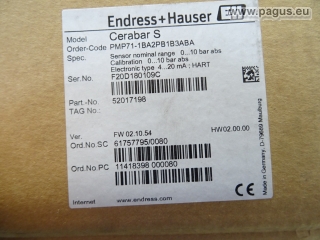 © www.pagus.eu
Endress+Hauser
Model Cerabar S
Order-Code PMP71-1BA2PB1B3ABA
Spec. Sensor nominal range 0...10 bar abs
Calibration 0...10 bar abs
Electronic type 4...20 mA; HART
Ser.No. F20D180109C
Part-No. 52017198
TAG No.:
Ver. FW 02.10.54 HW02.00.00
Ord.No.SC 61757795/0080
Ord.No.PC 11418398 000080
Internet www.endress.com
Made in Germany, D-79689 Maulburg